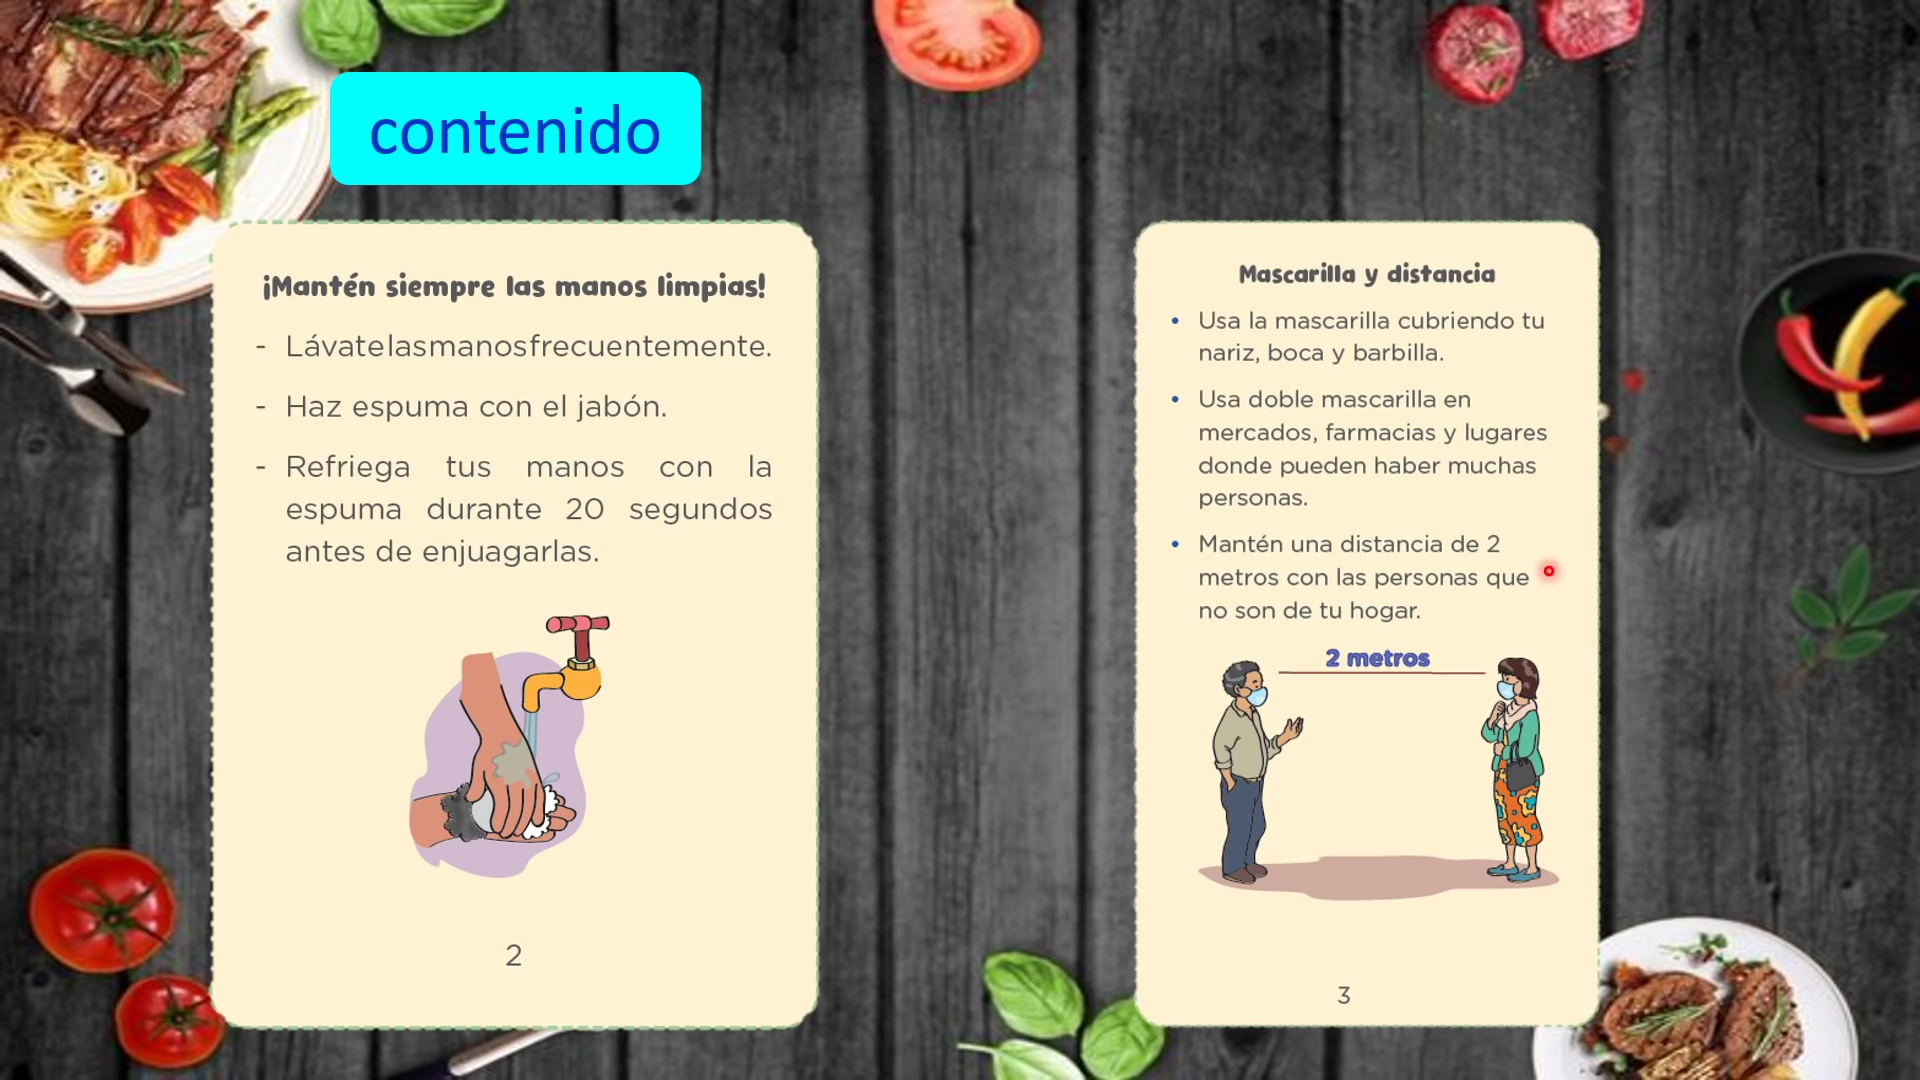 contenido
¡Mantén siempre las manos limpias!
- Lávatelasmanosfrecuentemente.
- Haz espuma con el jabón.
- Refriega tus manos con la
espuma durante 20 segundos
antes de enjuagarlas.
2
Mascarilla y distancia
• Usa la mascarilla cubriendo tu
nariz, boca y barbilla.
• Usa doble mascarilla en
mercados, farmacias y lugares
donde pueden haber muchas
personas.
• Mantén una distancia de 2
metros con las personas que
no son de tu hogar.
2 metros
3